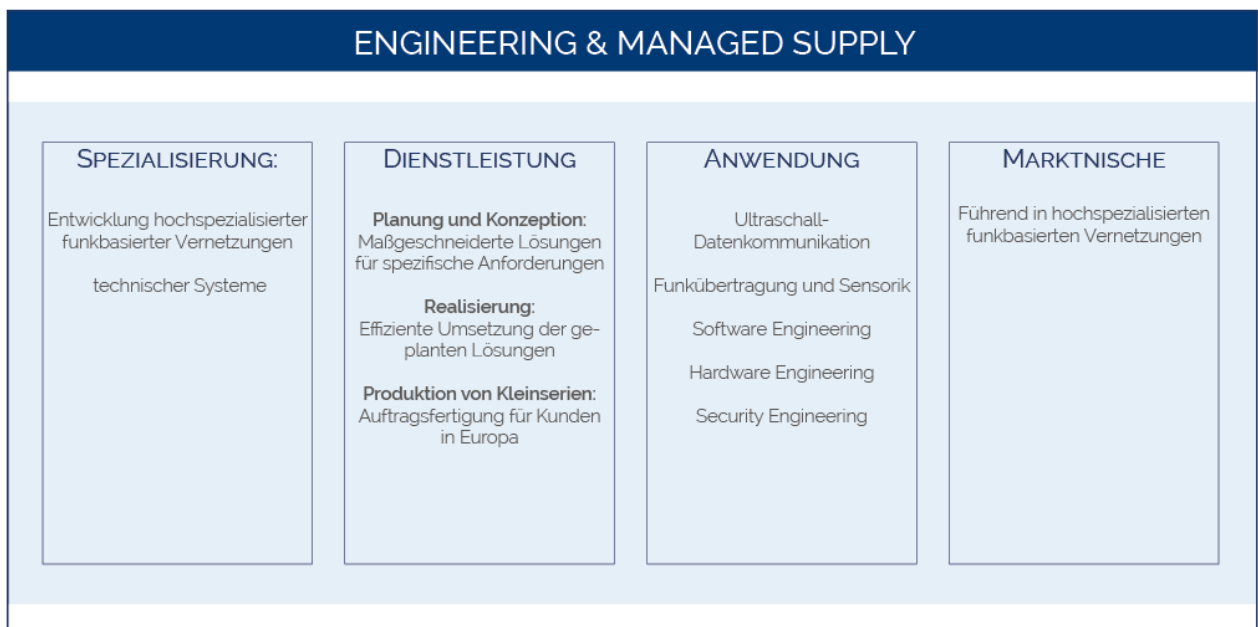 ENGINEERING & MANAGED SUPPLY
SPEZIALISIERUNG:
Entwicklung hochspezialisierter
funkbasierter Vernetzungen
technischer Systeme
DIENSTLEISTUNG
Planung und Konzeption:
Maßgeschneiderte Lösungen
für spezifische Anforderungen
Realisierung:
Effiziente Umsetzung der ge-
planten Lösungen
Produktion von Kleinserien:
Auftragsfertigung für Kunden
in Europa
ANWENDUNG
Ultraschall-
Datenkommunikation
Funkübertragung und Sensorik
Software Engineering
Hardware Engineering
Security Engineering
MARKTNISCHE
Führend in hochspezialisierten
funkbasierten Vernetzungen